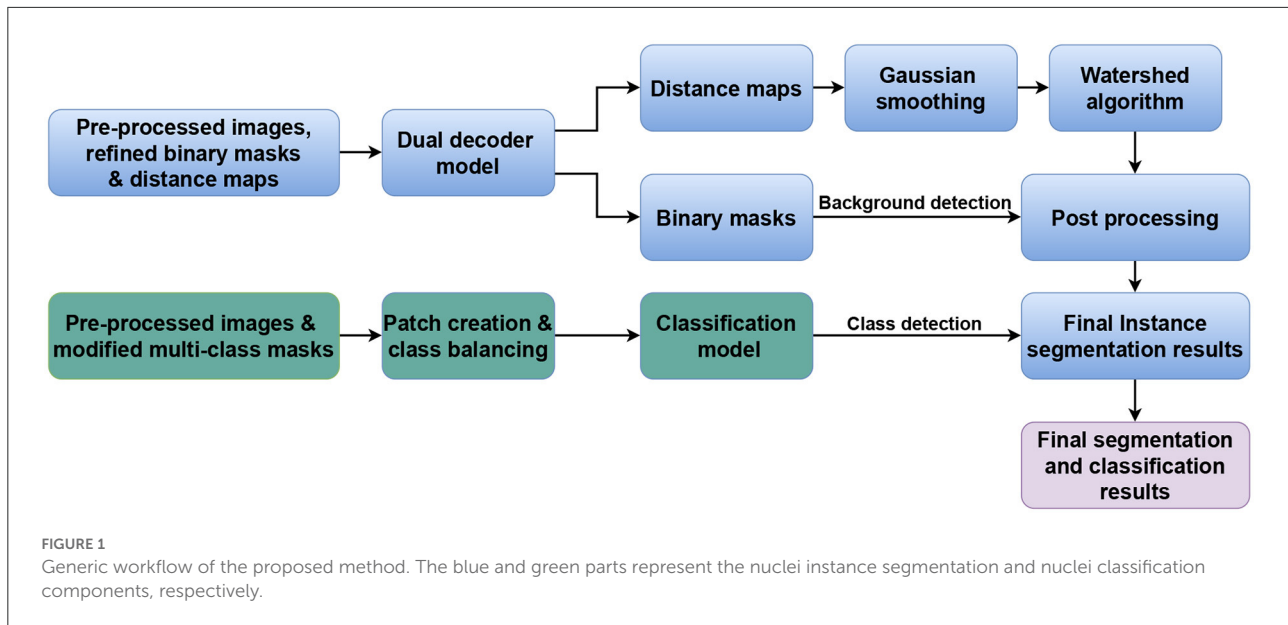 Distance maps
Gaussian
smoothing
Watershed
algorithm
Pre-processed images,
refined binary masks
& distance maps
Dual decoder
model
Binary masks
Background detection
Post processing
Pre-processed images &
modified multi-class masks
Patch creation &
class balancing
Classification
model
Class detection
Final Instance
segmentation results
Final segmentation
and classification
results
FIGURE 1
Generic workflow of the proposed method. The blue and green parts represent the nuclei instance segmentation and nuclei classification
components, respectively.